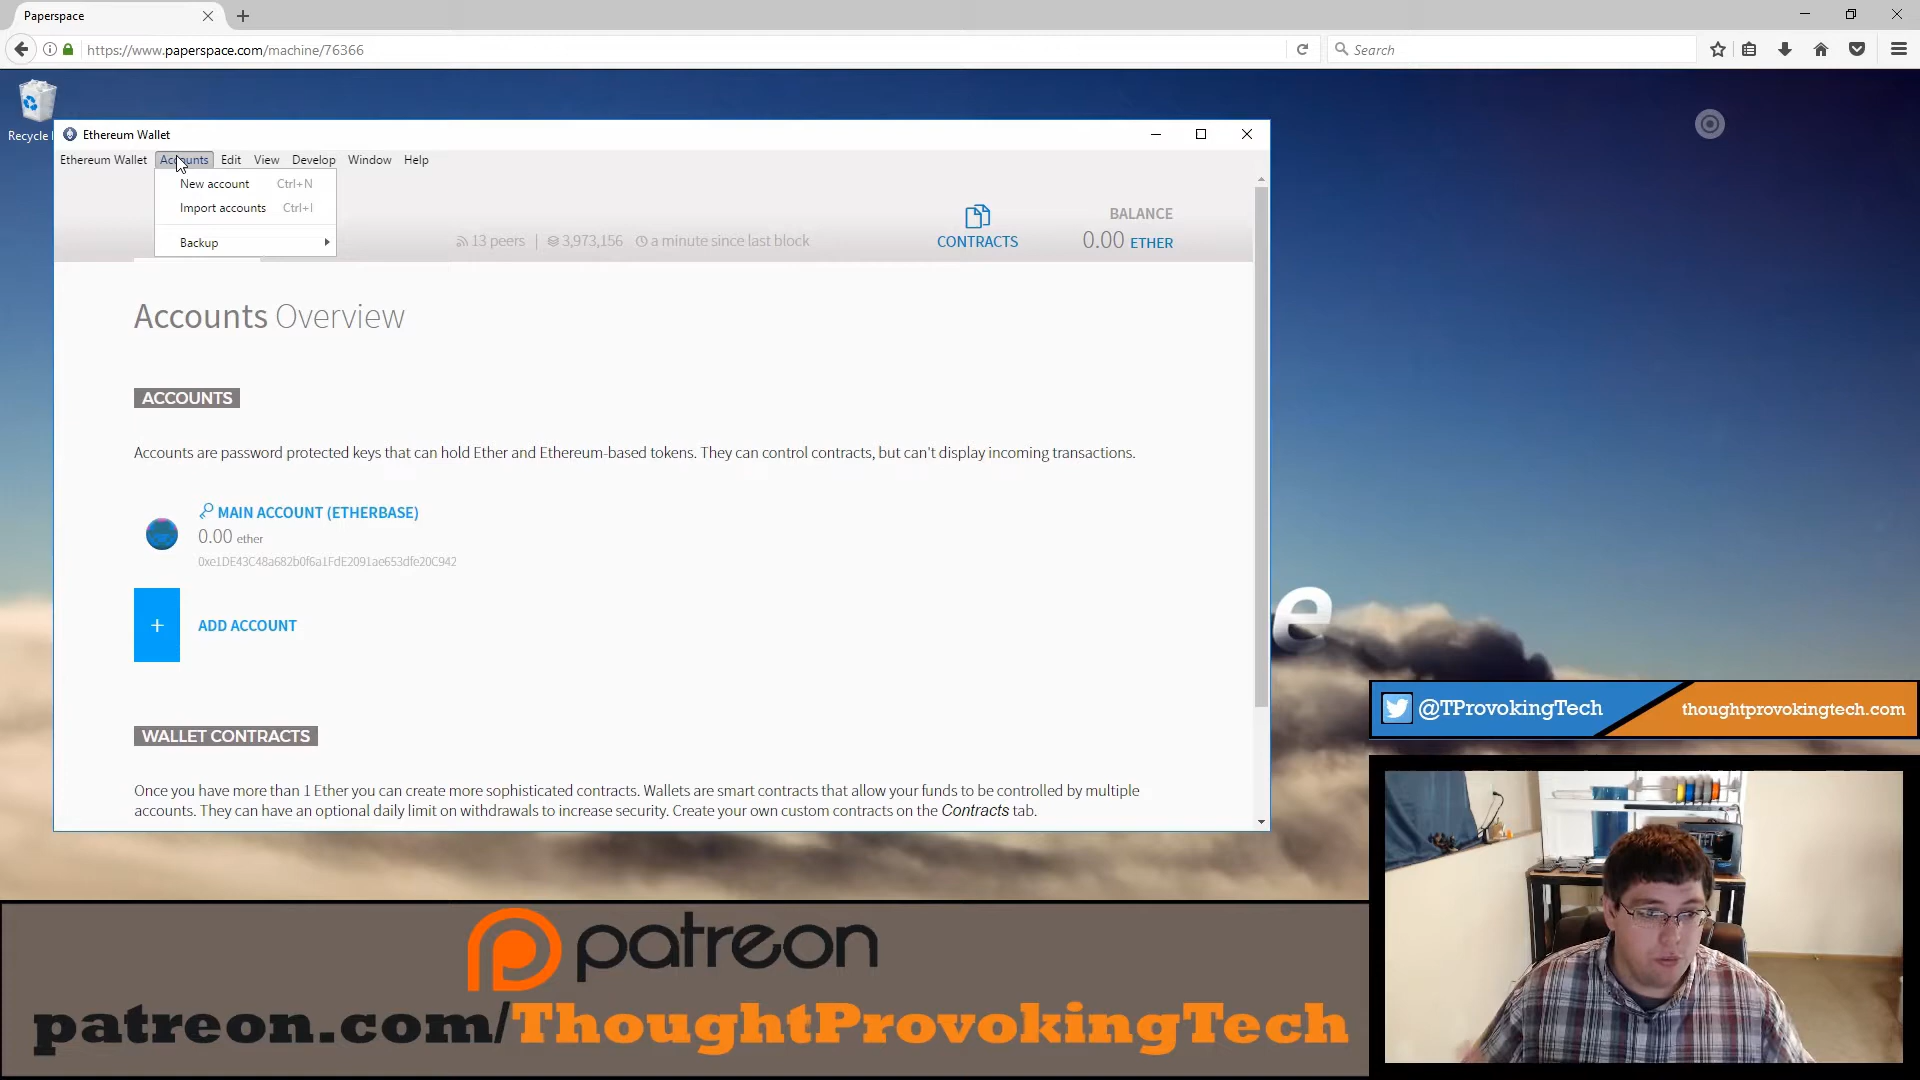 Paperspace
https://www.paperspace.com/machine/76366
Search
Recycle
Ethereum Wallet
Ethereum Wallet Accounts Edit View Develop Window Help
New account Ctrl+N
Import accounts Ctrl+I
Backup
13 peers | 3,973,156 a minute since last block
CONTRACTS
BALANCE
0.00 ETHER
Accounts Overview
ACCOUNTS
Accounts are password protected keys that can hold Ether and Ethereum-based tokens. They can control contracts, but can't display incoming transactions.
MAIN ACCOUNT (ETHERBASE)
0.00 ether
0xe1DE43C48a682b0f6a1FdE2091ae653dfe20C942
+ ADD ACCOUNT
WALLET CONTRACTS
Once you have more than 1 Ether you can create more sophisticated contracts. Wallets are smart contracts that allow your funds to be controlled by multiple
accounts. They can have an optional daily limit on withdrawals to increase security. Create your own custom contracts on the Contracts tab.
e
@TProvokingTech
thoughtprovokingtech.com
patreon
patreon.com/ThoughtProvokingTech